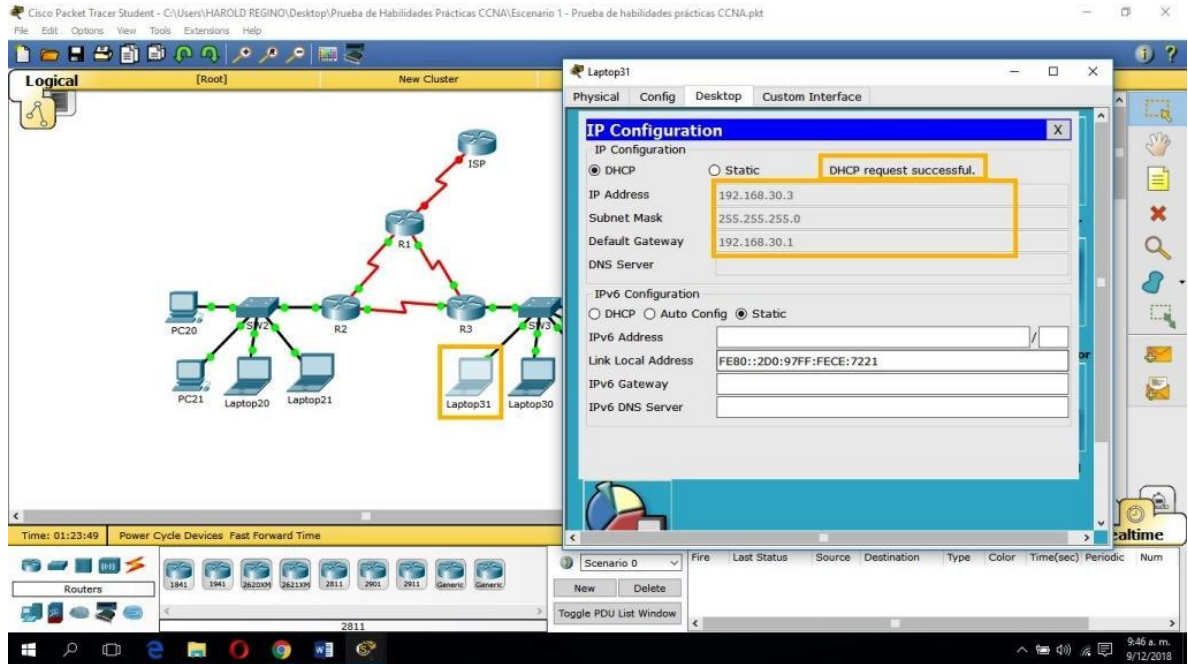 Cisco Packet Tracer Student - C:\Users\HAROLD REGINO\Desktop\Prueba de Habilidades Prácticas CCNA\Escenario 1 - Prueba de habilidades prácticas CCNA.pkt
File Edit Options View Tools Extensions Help
Logical [Root] New Cluster
ISP
R1
PC20 SW2 R2 R3 SW3
PC21 Laptop20 Laptop21 Laptop31 Laptop30
Laptop31
Physical Config Desktop Custom Interface
IP Configuration X
IP Configuration
DHCP Static DHCP request successful.
IP Address 192.168.30.3
Subnet Mask 255.255.255.0
Default Gateway 192.168.30.1
DNS Server
IPv6 Configuration
DHCP Auto Config Static
IPv6 Address /
Link Local Address FE80::2D0:97FF:FECE:7221
IPv6 Gateway
IPv6 DNS Server
or
Time: 01:23:49 Power Cycle Devices Fast Forward Time
ealtime
Routers
1841 1941 2620XM 2621XM 2811 2901 2911 Generic Generic
2811
Scenario 0
New Delete
Toggle PDU List Window
Fire Last Status Source Destination Type Color Time(sec) Periodic Num
9:46 a. m.
9/12/2018